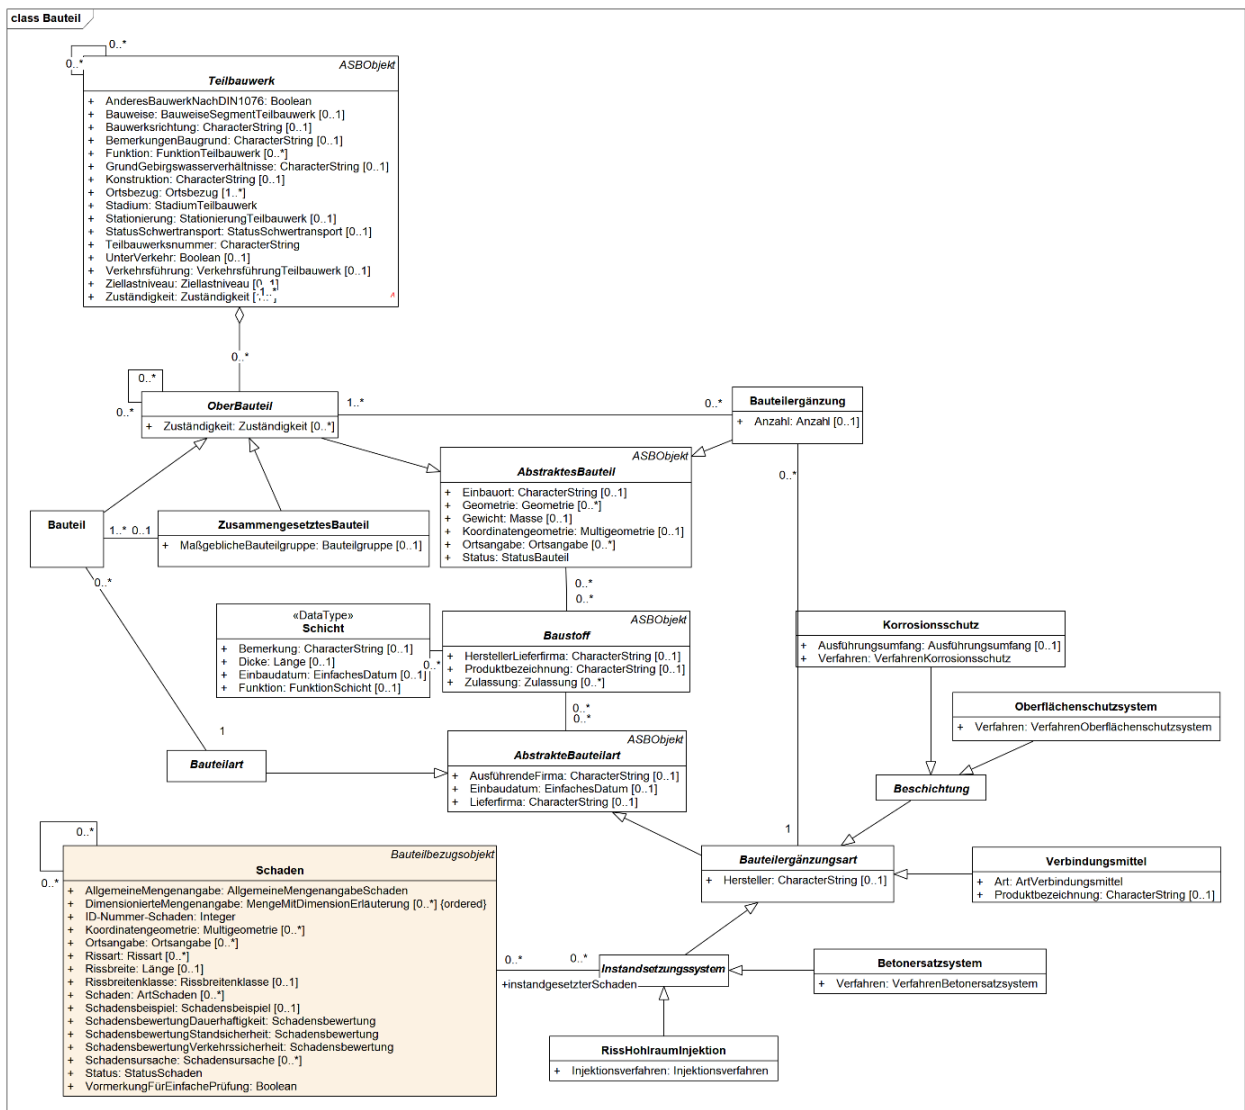 class Bauteil
0..*
0..*
ASBObjekt
Teilbauwerk
+ AnderesBauwerkNachDIN1076: Boolean
+ Bauweise: BauweiseSegmentTeilbauwerk [0..1]
+ Bauwerksrichtung: CharacterString [0..1]
+ BemerkungenBaugrund: CharacterString [0..1]
+ Funktion: FunktionTeilbauwerk [0..*]
+ GrundGebirgswasserverhältnisse: CharacterString [0..1]
+ Konstruktion: CharacterString [0..1]
+ Ortsbezug: Ortsbezug [1..*]
+ Stadium: StadiumTeilbauwerk
+ Stationierung: StationierungTeilbauwerk [0..1]
+ StatusSchwertransport: StatusSchwertransport [0..1]
+ Teilbauwerksnummer: CharacterString
+ UnterVerkehr: Boolean [0..1]
+ Verkehrsführung: VerkehrsführungTeilbauwerk [0..1]
+ Ziellastniveau: Ziellastniveau [0..1]
+ Zuständigkeit: Zuständigkeit
1..*
0..*
0..*
0..*
OberBauteil
+ Zuständigkeit: Zuständigkeit [0..*]
1..*
0..*
Bauteilergänzung
+ Anzahl: Anzahl [0..1]
0..*
ASBObjekt
AbstraktesBauteil
+ Einbauort: CharacterString [0..1]
+ Geometrie: Geometrie [0..*]
+ Gewicht: Masse [0..1]
+ Koordinatengeometrie: Multigeometrie [0..1]
+ Ortsangabe: Ortsangabe [0..*]
+ Status: StatusBauteil
Bauteil
1..* 0..1
ZusammengesetztesBauteil
+ MaßgeblicheBauteilgruppe: Bauteilgruppe [0..1]
0..*
0..*
0..*
«DataType»
Schicht
+ Bemerkung: CharacterString [0..1]
+ Dicke: Länge [0..1]
+ Einbaudatum: EinfachesDatum [0..1]
+ Funktion: FunktionSchicht [0..1]
0..*
ASBObjekt
Baustoff
+ HerstellerLieferfirma: CharacterString [0..1]
+ Produktbezeichnung: CharacterString [0..1]
+ Zulassung: Zulassung [0..*]
Korrosionsschutz
+ Ausführungsumfang: Ausführungsumfang [0..1]
+ Verfahren: VerfahrenKorrosionsschutz
0..*
0..*
Oberflächenschutzsystem
+ Verfahren: VerfahrenOberflächenschutzsystem
1
Bauteilart
ASBObjekt
AbstrakteBauteilart
+ AusführendeFirma: CharacterString [0..1]
+ Einbaudatum: EinfachesDatum [0..1]
+ Lieferfirma: CharacterString [0..1]
Beschichtung
1
Bauteilergänzungsart
+ Hersteller: CharacterString [0..1]
Verbindungsmittel
+ Art: ArtVerbindungsmittel
+ Produktbezeichnung: CharacterString [0..1]
0..*
0..*
Bauteilbezugsobjekt
Schaden
+ AllgemeineMengenangabe: AllgemeineMengenangabeSchaden
+ DimensionierteMengenangabe: MengeMitDimensionErläuterung [0..*] {ordered}
+ ID-Nummer-Schaden: Integer
+ Koordinatengeometrie: Multigeometrie [0..*]
+ Ortsangabe: Ortsangabe [0..*]
+ Rissart: Rissart [0..*]
+ Rissbreite: Länge [0..1]
+ Rissbreitenklasse: Rissbreitenklasse [0..1]
+ Schaden: ArtSchaden [0..*]
+ Schadensbeispiel: Schadensbeispiel [0..1]
+ SchadensbewertungDauerhaftigkeit: Schadensbewertung
+ SchadensbewertungStandsicherheit: Schadensbewertung
+ SchadensbewertungVerkehrssicherheit: Schadensbewertung
+ Schadensursache: Schadensursache [0..*]
+ Status: StatusSchaden
+ VormerkungFürEinfachePrüfung: Boolean
0..*
0..*
+instandgesetzterSchaden
Instandsetzungssystem
Betonersatzsystem
+ Verfahren: VerfahrenBetonersatzsystem
RissHohlraumInjektion
+ Injektionsverfahren: Injektionsverfahren